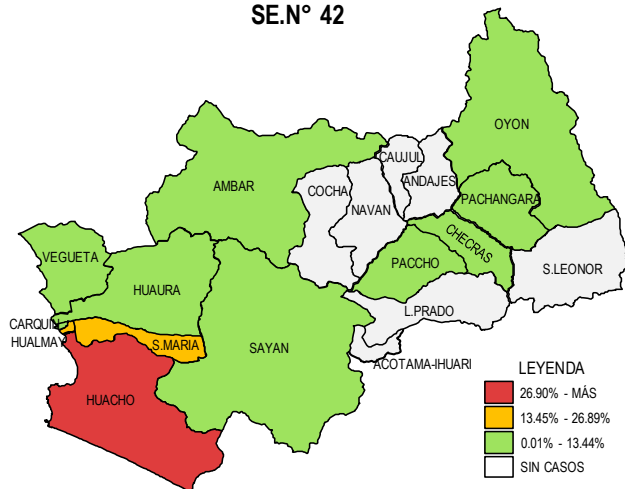 SE.N° 42
OYON
CAUJUL
ANDAJES
AMBAR
COCHA
NAVAN
PACHANGARA
CHECRAS
VEGUETA
HUAURA
PACCHO
S.LEONOR
L.PRADO
CARQUIN
HUALMAY
S.MARIA
SAYAN
ACOTAMA-IHUARI
HUACHO
LEYENDA
26.90% - MÁS
13.45% - 26.89%
0.01% - 13.44%
SIN CASOS